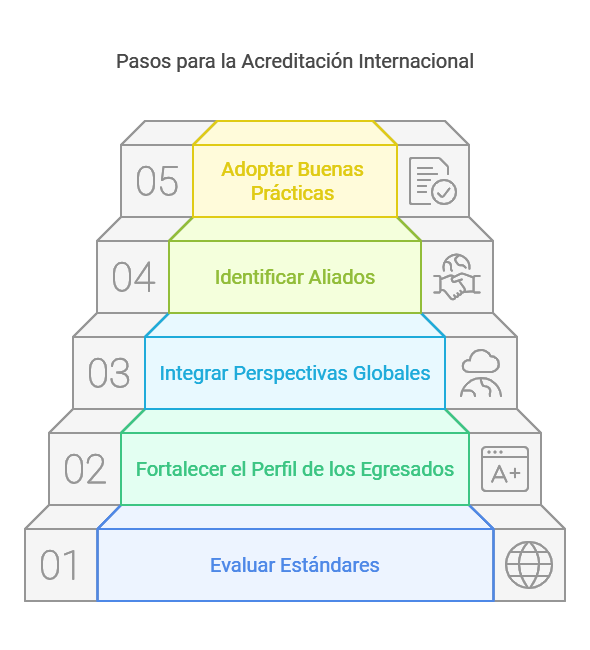 Pasos para la Acreditación Internacional
05
Adoptar Buenas
Prácticas
04
Identificar Aliados
03
Integrar Perspectivas Globales
02
Fortalecer el Perfil de los Egresados
A+
01
Evaluar Estándares